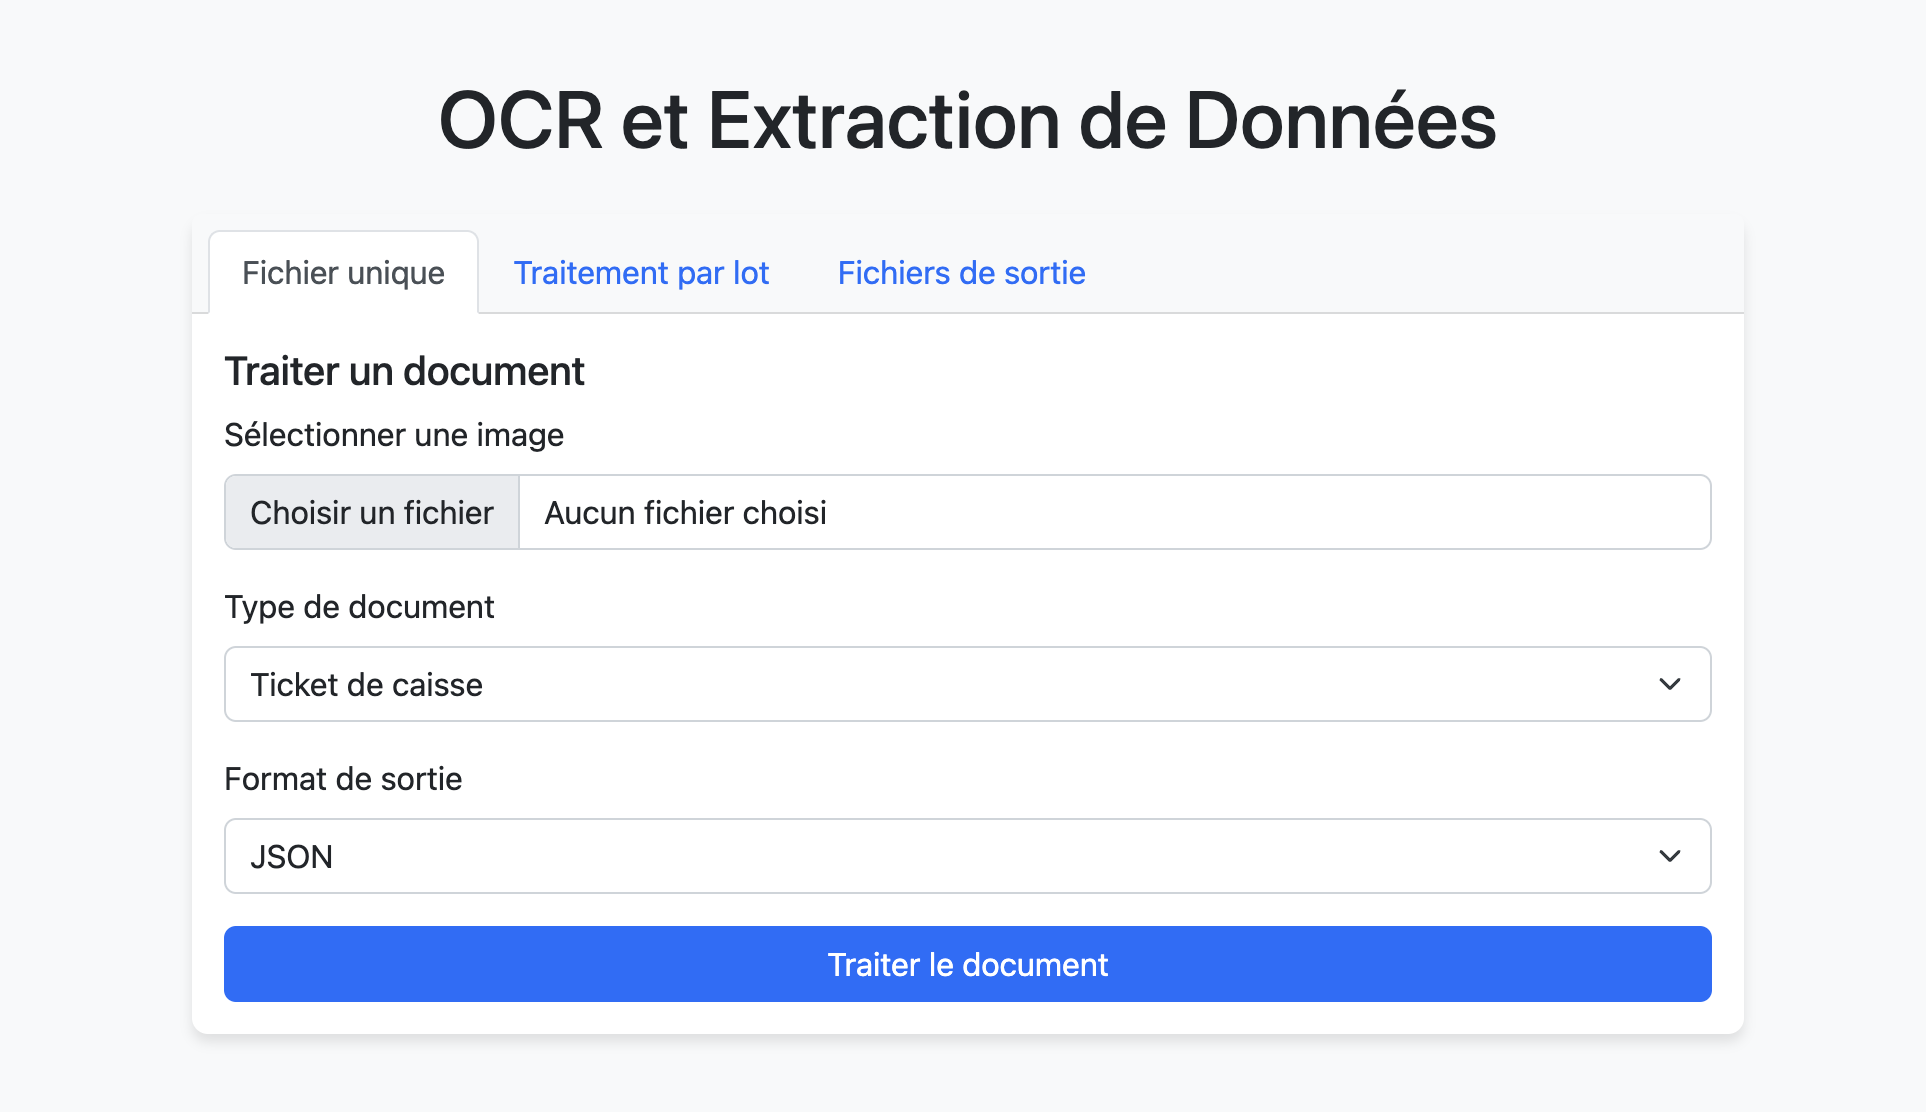 OCR et Extraction de Données
Fichier unique
Traitement par lot
Fichiers de sortie
Traiter un document
Sélectionner une image
Choisir un fichier
Aucun fichier choisi
Type de document
Ticket de caisse
Format de sortie
JSON
Traiter le document